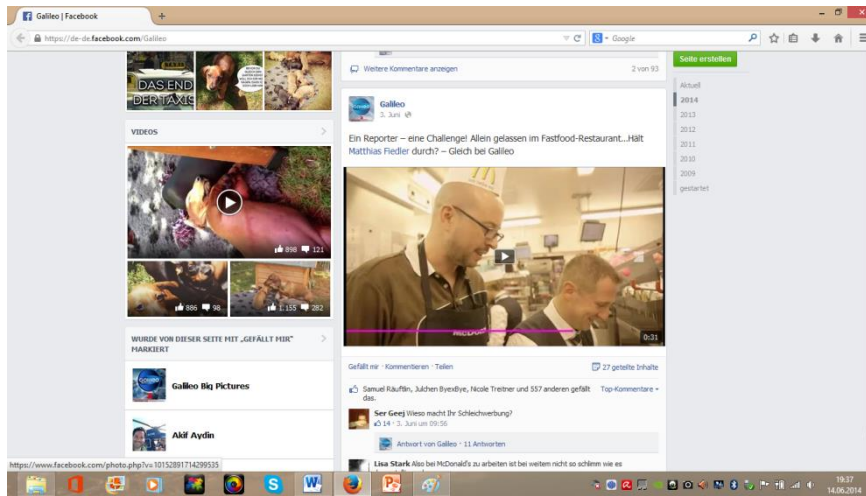 Galileo | Facebook
https://de-de.facebook.com/Galileo
Google
DAS END
DER TAXIS
Weitere Kommentare anzeigen
2 von 93
Seite erstellen
Aktuell
2014
2013
2012
2011
2010
2009
gestartet
Galileo
3. Juni
Ein Reporter – eine Challenge! Allein gelassen im Fastfood-Restaurant...Hält
Matthias Fiedler durch? – Gleich bei Galileo
VIDEOS
898 121
886 98
1.155 282
0:31
WURDE VON DIESER SEITE MIT „GEFÄLLT MIR“
MARKIERT
Galileo Big Pictures
Akif Aydin
Gefällt mir · Kommentieren · Teilen
27 geteilte Inhalte
Samuel Räuftlin, Julchen ByexBye, Nicole Treitner und 557 anderen gefällt
das.
Top-Kommentare
Ser Geej Wieso macht Ihr Schleichwerbung?
14 · 3. Juni um 09:56
Antwort von Galileo · 11 Antworten
Lisa Stark Also bei McDonald's zu arbeiten ist bei weitem nicht so schlimm wie es
https://www.facebook.com/photo.php?v=10152891714299535
19:37
14.06.2014